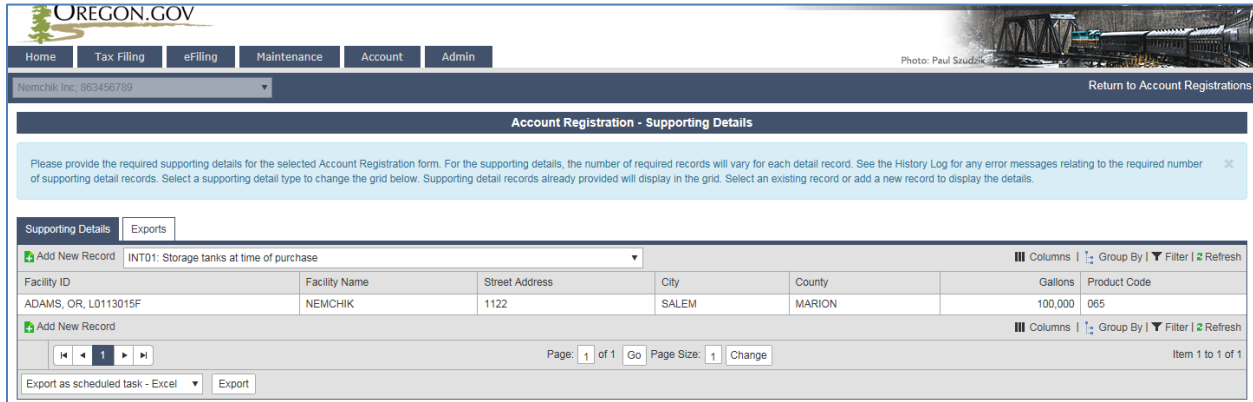 OREGON.GOV
Home Tax Filing eFiling Maintenance Account Admin
Photo: Paul Szudzik
Nemchik Inc; 863456789
Return to Account Registrations
Account Registration - Supporting Details
Please provide the required supporting details for the selected Account Registration form. For the supporting details, the number of required records will vary for each detail record. See the History Log for any error messages relating to the required number
of supporting detail records. Select a supporting detail type to change the grid below. Supporting detail records already provided will display in the grid. Select an existing record or add a new record to display the details.
Supporting Details Exports
Add New Record INT01: Storage tanks at time of purchase Columns | Group By | Filter | Refresh
Facility ID Facility Name Street Address City County Gallons Product Code
ADAMS, OR, L0113015F NEMCHIK 1122 SALEM MARION 100,000 065
Add New Record Columns | Group By | Filter | Refresh
1 Page: 1 of 1 Go Page Size: 1 Change Item 1 to 1 of 1
Export as scheduled task - Excel Export